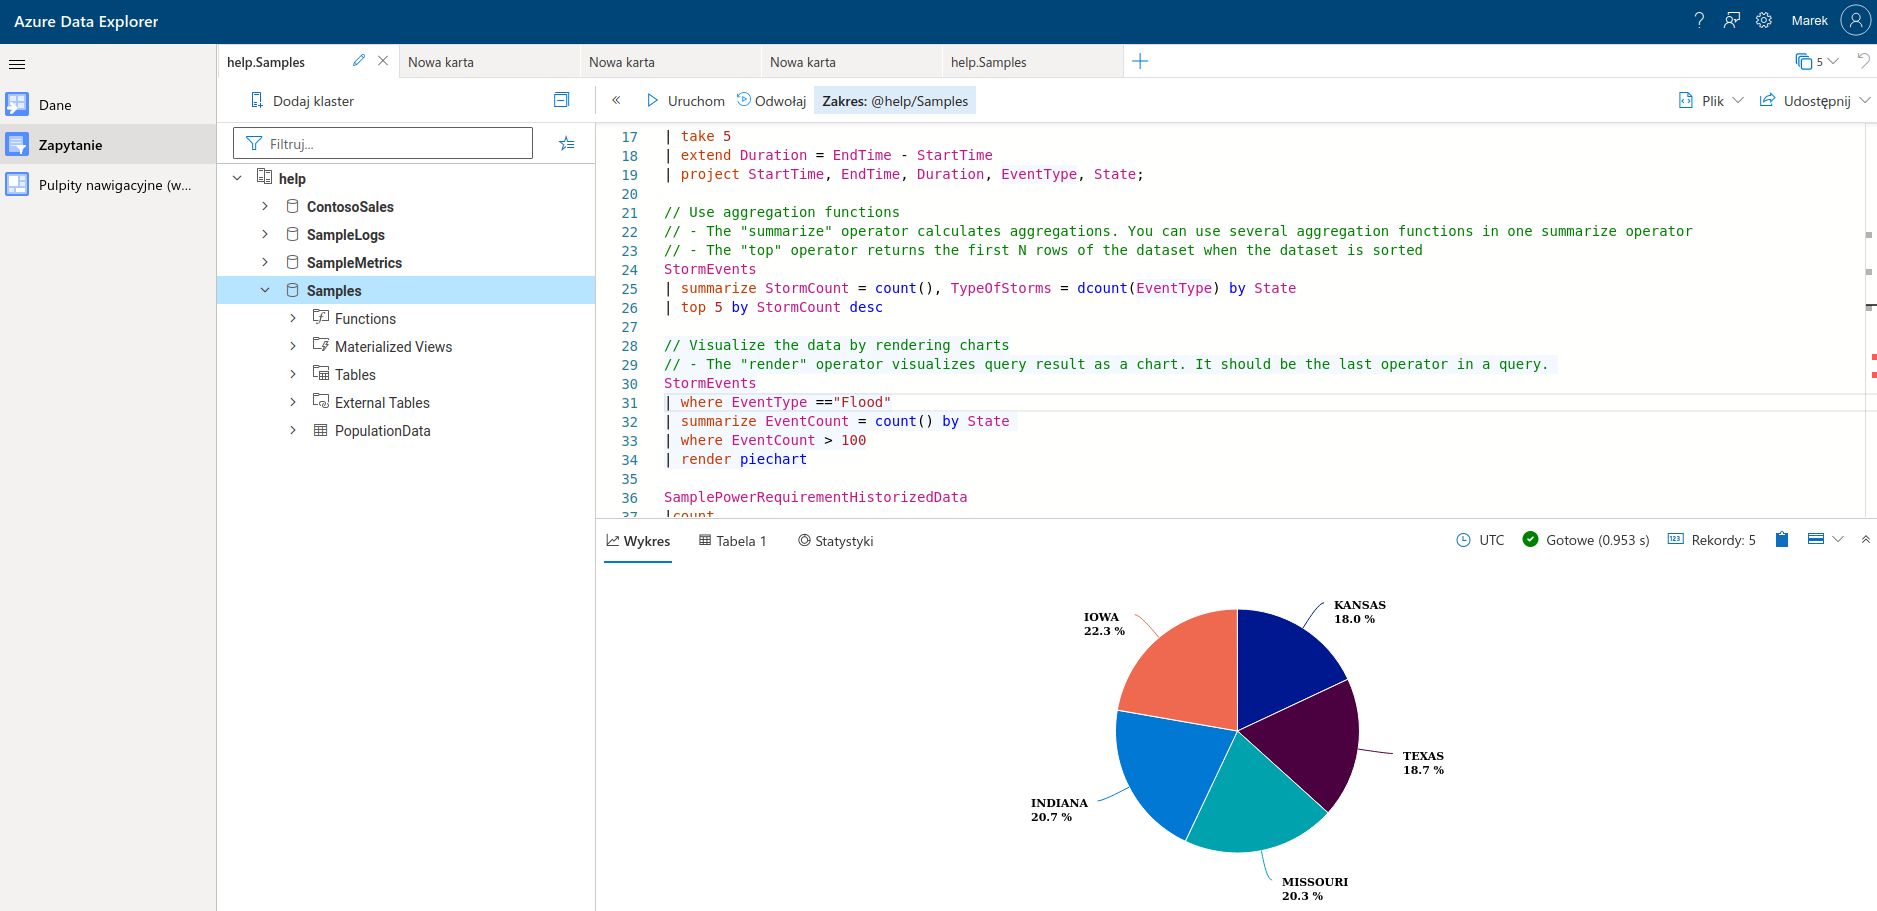 Azure Data Explorer
Marek
help.Samples
Nowa karta
Nowa karta
Nowa karta
help.Samples
5
Dane
Zapytanie
Pulpity nawigacyjne (w...
Dodaj klaster
Filtruj...
help
ContosoSales
SampleLogs
SampleMetrics
Samples
Functions
Materialized Views
Tables
External Tables
PopulationData
Uruchom
Odwołaj
Zakres: @help/Samples
Plik
Udostępnij
17 | take 5
18 | extend Duration = EndTime - StartTime
19 | project StartTime, EndTime, Duration, EventType, State;
20
21 // Use aggregation functions
22 // - The "summarize" operator calculates aggregations. You can use several aggregation functions in one summarize operator
23 // - The "top" operator returns the first N rows of the dataset when the dataset is sorted
24 StormEvents
25 | summarize StormCount = count(), TypeOfStorms = dcount(EventType) by State
26 | top 5 by StormCount desc
27
28 // Visualize the data by rendering charts
29 // - The "render" operator visualizes query result as a chart. It should be the last operator in a query.
30 StormEvents
31 | where EventType =="Flood"
32 | summarize EventCount = count() by State
33 | where EventCount > 100
34 | render piechart
35
36 SamplePowerRequirementHistorizedData
37 |count
Wykres
Tabela 1
Statystyki
UTC
Gotowe (0.953 s)
123
Rekordy: 5
KANSAS
18.0 %
IOWA
22.3 %
TEXAS
18.7 %
INDIANA
20.7 %
MISSOURI
20.3 %